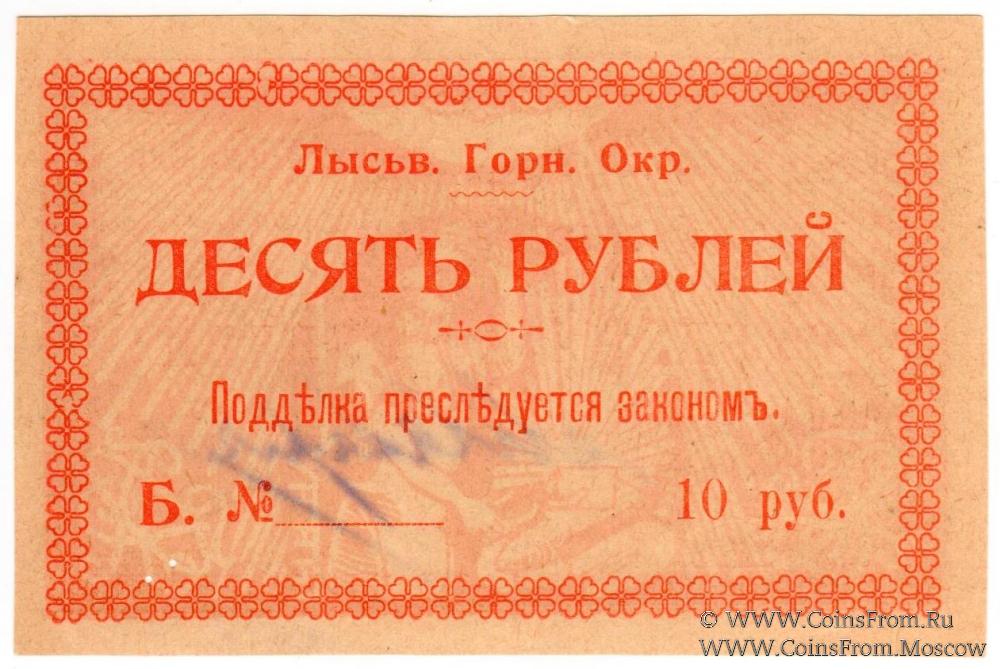 Лысьв. Горн. Окр.
ДЕСЯТЬ РУБЛЕЙ
Поддѣлка преслѣдуется закономъ.
Б. № 10 руб.
© WWW.CoinsFrom.Ru
WWW.CoinsFrom.Moscow